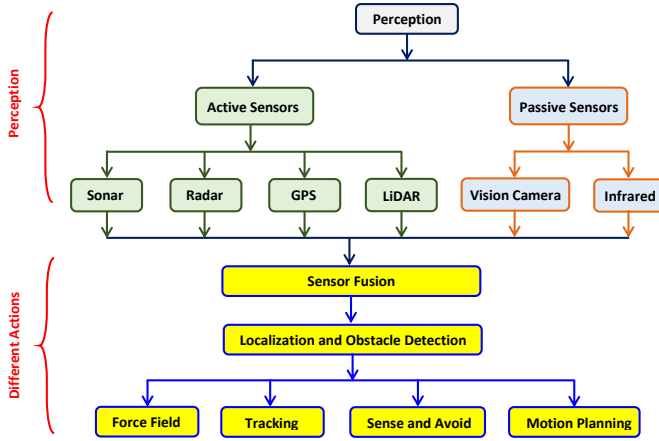 Perception
Perception
Active Sensors
Passive Sensors
Sonar
Radar
GPS
LiDAR
Vision Camera
Infrared
Different Actions
Sensor Fusion
Localization and Obstacle Detection
Force Field
Tracking
Sense and Avoid
Motion Planning